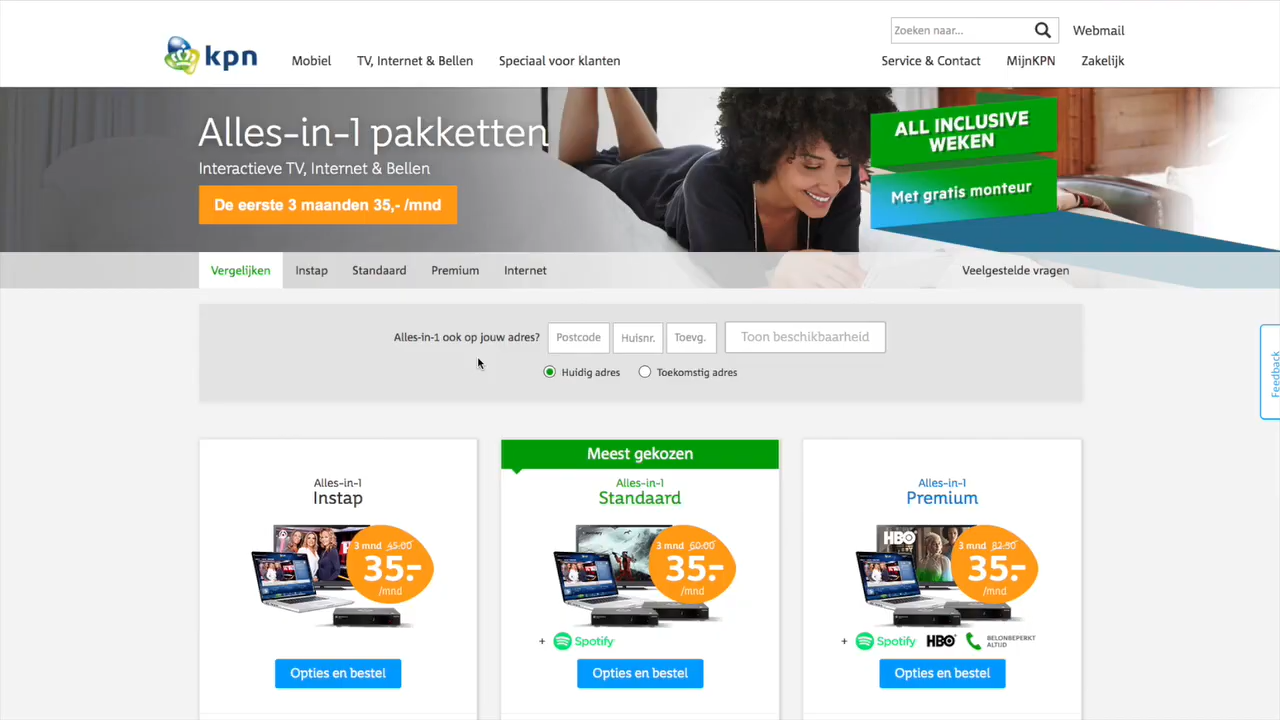 Zoeken naar...
Webmail
kpn
Mobiel
TV, Internet & Bellen
Speciaal voor klanten
Service & Contact
MijnKPN
Zakelijk
Alles-in-1 pakketten
Interactieve TV, Internet & Bellen
De eerste 3 maanden 35,- /mnd
ALL INCLUSIVE
WEKEN
Met gratis monteur
Vergelijken
Instap
Standaard
Premium
Internet
Veelgestelde vragen
Alles-in-1 ook op jouw adres?
Postcode
Huisnr.
Toevg.
Toon beschikbaarheid
Huidig adres
Toekomstig adres
Feedback
Alles-in-1
Instap
3 mnd 45.00
35.-
/mnd
Opties en bestel
Meest gekozen
Alles-in-1
Standaard
3 mnd 60.00
35.-
/mnd
+ Spotify
Opties en bestel
Alles-in-1
Premium
HBO
3 mnd 82.50
35.-
/mnd
+ Spotify HBO BELONBEPERKT
ALTIJD
Opties en bestel